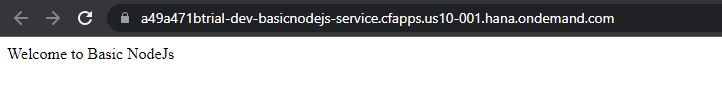 a49a471btrial-dev-basicnodejs-service.cfapps.us10-001.hana.ondemand.com
Welcome to Basic NodeJs